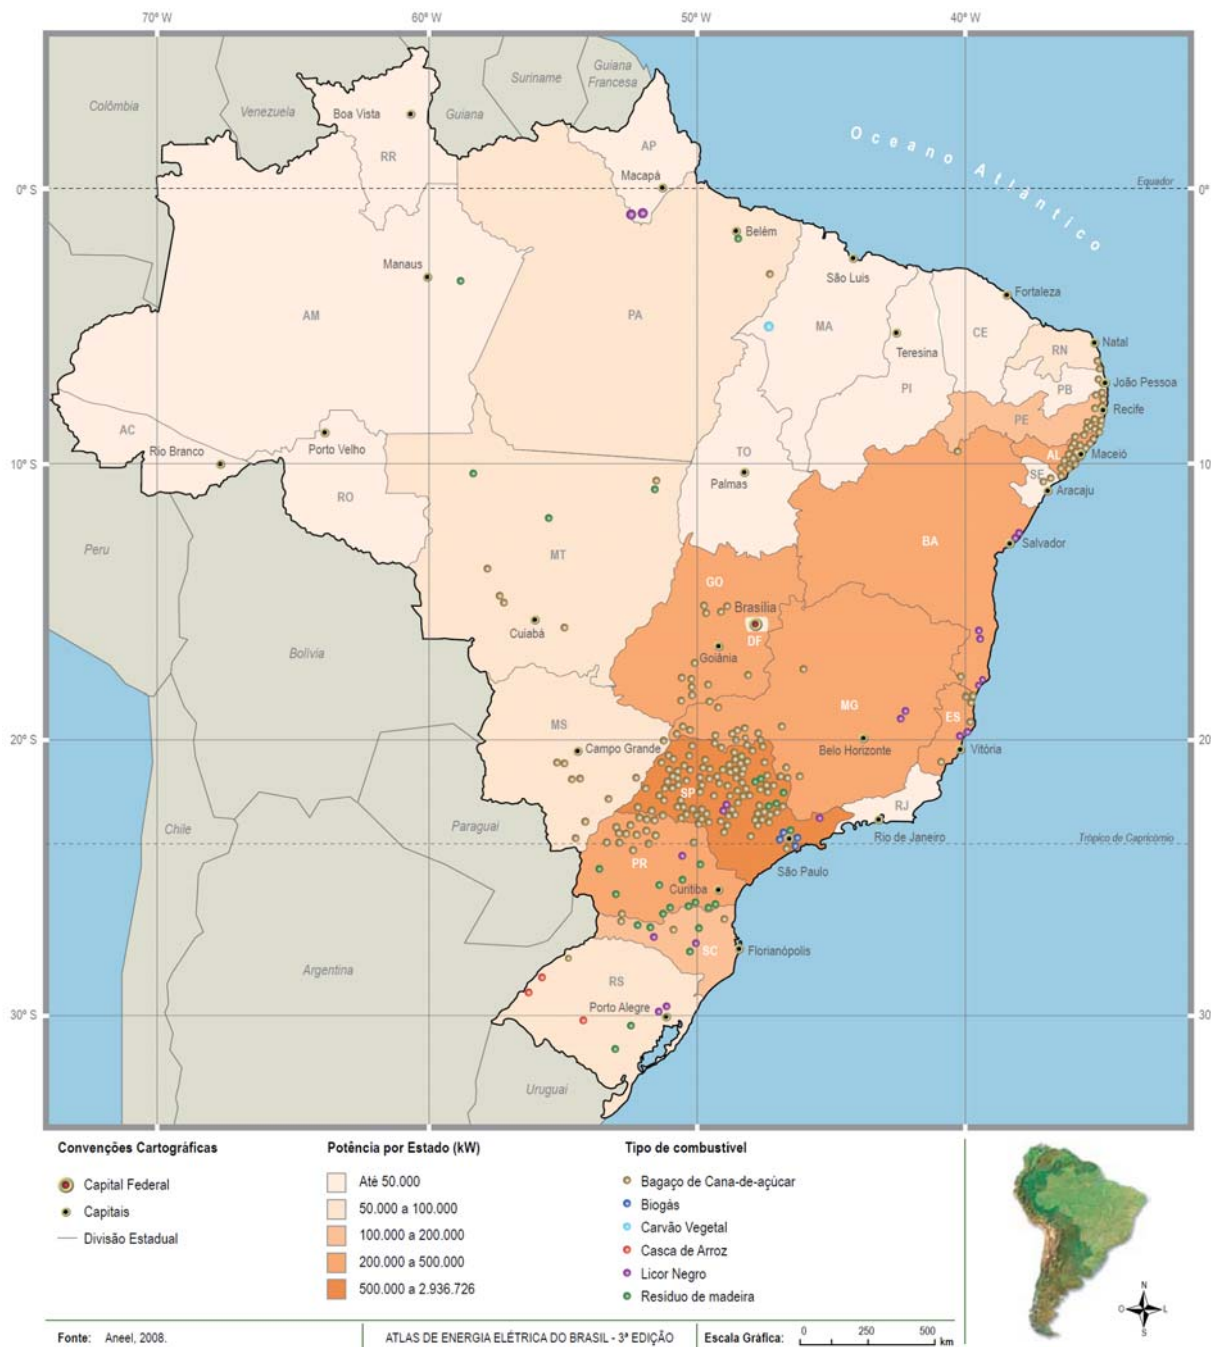 70° W
60° W
50° W
40° W
Colômbia
Venezuela
Guiana
Suriname
Guiana
Francesa
Oceano Atlántico
Boa Vista
RR
AP
Macapá
0° S
Equador
0°
Belém
Manaus
São Luis
Fortaleza
AM
PA
MA
Teresina
CE
RN
Natal
PB
João Pessoa
PI
PE
Recife
AC
Rio Branco
Porto Velho
TO
AL
Maceió
10° S
10
Palmas
SE
Aracaju
RO
Peru
MT
BA
Salvador
GO
Brasília
DF
Cuiabá
Goiânia
Bolívia
MS
MG
ES
20° S
20
Campo Grande
Belo Horizonte
Vitória
SP
RJ
Chile
Paraguai
Rio de Janeiro
Trópico de Capricórnio
PR
São Paulo
Curitiba
SC
Florianópolis
Argentina
RS
Porto Alegre
30° S
30
Uruguai
Convenções Cartográficas
Capital Federal
Capitais
Divisão Estadual
Potência por Estado (kW)
Até 50.000
50.000 a 100.000
100.000 a 200.000
200.000 a 500.000
500.000 a 2.936.726
Tipo de combustível
Bagaço de Cana-de-açúcar
Biogás
Carvão Vegetal
Casca de Arroz
Licor Negro
Resíduo de madeira
N
O L
S
Fonte: Aneel, 2008.
ATLAS DE ENERGIA ELÉTRICA DO BRASIL - 3ª EDIÇÃO
Escala Gráfica: 0 250 500 km